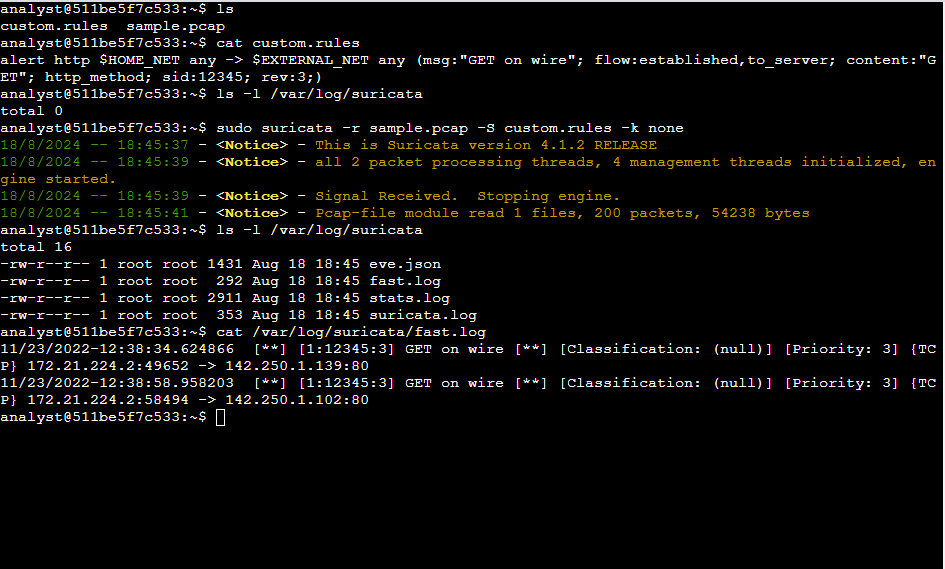 analyst@511be5f7c533:~$ ls
custom.rules  sample.pcap
analyst@511be5f7c533:~$ cat custom.rules
alert http $HOME_NET any -> $EXTERNAL_NET any (msg:"GET on wire"; flow:established,to_server; content:"G
ET"; http_method; sid:12345; rev:3;)
analyst@511be5f7c533:~$ ls -l /var/log/suricata
total 0
analyst@511be5f7c533:~$ sudo suricata -r sample.pcap -S custom.rules -k none
18/8/2024 -- 18:45:37 - <Notice> - This is Suricata version 4.1.2 RELEASE
18/8/2024 -- 18:45:39 - <Notice> - all 2 packet processing threads, 4 management threads initialized, en
gine started.
18/8/2024 -- 18:45:39 - <Notice> - Signal Received.  Stopping engine.
18/8/2024 -- 18:45:41 - <Notice> - Pcap-file module read 1 files, 200 packets, 54238 bytes
analyst@511be5f7c533:~$ ls -l /var/log/suricata
total 16
-rw-r--r-- 1 root root 1431 Aug 18 18:45 eve.json
-rw-r--r-- 1 root root  292 Aug 18 18:45 fast.log
-rw-r--r-- 1 root root 2911 Aug 18 18:45 stats.log
-rw-r--r-- 1 root root  353 Aug 18 18:45 suricata.log
analyst@511be5f7c533:~$ cat /var/log/suricata/fast.log
11/23/2022-12:38:34.624866  [**] [1:12345:3] GET on wire [**] [Classification: (null)] [Priority: 3] {TC
P} 172.21.224.2:49652 -> 142.250.1.139:80
11/23/2022-12:38:58.958203  [**] [1:12345:3] GET on wire [**] [Classification: (null)] [Priority: 3] {TC
P} 172.21.224.2:58494 -> 142.250.1.102:80
analyst@511be5f7c533:~$